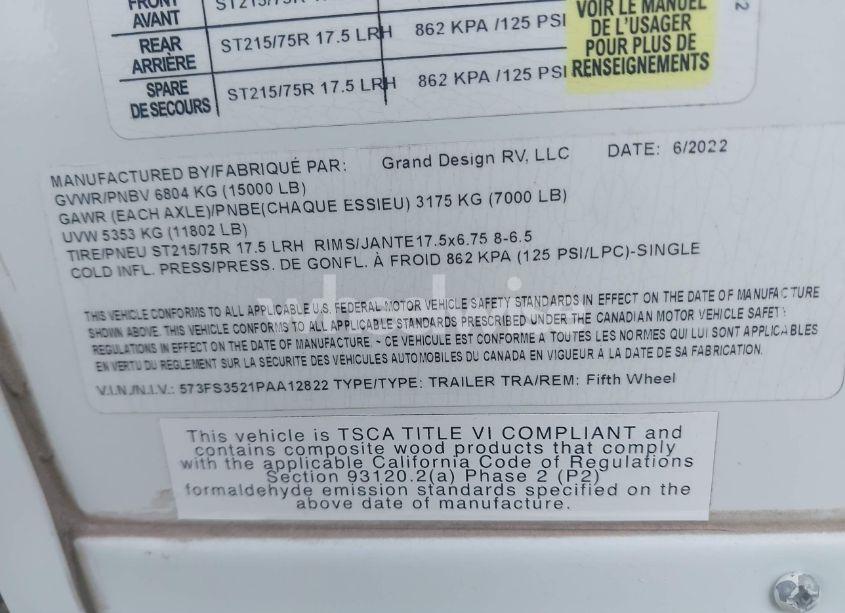 FRONT
AVANT
ST215/75R 17.5 LRH 862 KPA /125 PSI
REAR
ARRIÈRE
ST215/75R 17.5 LRH 862 KPA /125 PSI
SPARE
DE SECOURS
ST215/75R 17.5 LRH 862 KPA /125 PSI
VOIR LE MANUEL
DE L'USAGER
POUR PLUS DE
RENSEIGNEMENTS
2
MANUFACTURED BY/FABRIQUÉ PAR: Grand Design RV, LLC DATE: 6/2022
GVWR/PNBV 6804 KG (15000 LB)
GAWR (EACH AXLE)/PNBE(CHAQUE ESSIEU) 3175 KG (7000 LB)
UVW 5353 KG (11802 LB)
TIRE/PNEU ST215/75R 17.5 LRH RIMS/JANTE17.5x6.75 8-6.5
COLD INFL. PRESS/PRESS. DE GONFL. À FROID 862 KPA (125 PSI/LPC)-SINGLE
THIS VEHICLE CONFORMS TO ALL APPLICABLE U.S. FEDERAL MOTOR VEHICLE SAFETY STANDARDS IN EFFECT ON THE DATE OF MANUFACTURE
SHOWN ABOVE. THIS VEHICLE CONFORMS TO ALL APPLICABLE STANDARDS PRESCRIBED UNDER THE CANADIAN MOTOR VEHICLE SAFETY
REGULATIONS IN EFFECT ON THE DATE OF MANUFACTURE. ~ CE VEHICULE EST CONFORME A TOUTES LES NORMES QUI LUI SONT APPLICABLES
EN VERTU DU REGLEMENT SUR LA SECURITE DES VEHICULES AUTOMOBILES DU CANADA EN VIGUEUR A LA DATE DE SA FABRICATION.
V.I.N./N.I.V.: 573FS3521PAA12822 TYPE/TYPE: TRAILER TRA/REM: Fifth Wheel
This vehicle is TSCA TITLE VI COMPLIANT and
contains composite wood products that comply
with the applicable California Code of Regulations
Section 93120.2(a) Phase 2 (P2)
formaldehyde emission standards specified on the
above date of manufacture.